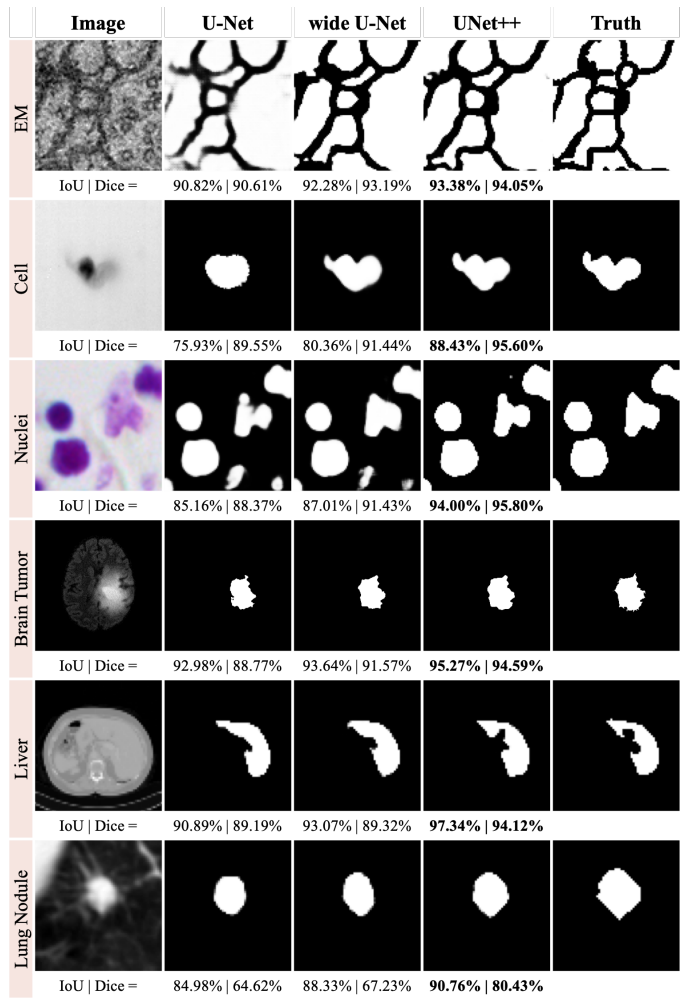 Image U-Net wide U-Net UNet++ Truth
EM
IoU | Dice = 90.82% | 90.61% 92.28% | 93.19% 93.38% | 94.05%
Cell
IoU | Dice = 75.93% | 89.55% 80.36% | 91.44% 88.43% | 95.60%
Nuclei
IoU | Dice = 85.16% | 88.37% 87.01% | 91.43% 94.00% | 95.80%
Brain Tumor
IoU | Dice = 92.98% | 88.77% 93.64% | 91.57% 95.27% | 94.59%
Liver
IoU | Dice = 90.89% | 89.19% 93.07% | 89.32% 97.34% | 94.12%
Lung Nodule
IoU | Dice = 84.98% | 64.62% 88.33% | 67.23% 90.76% | 80.43%